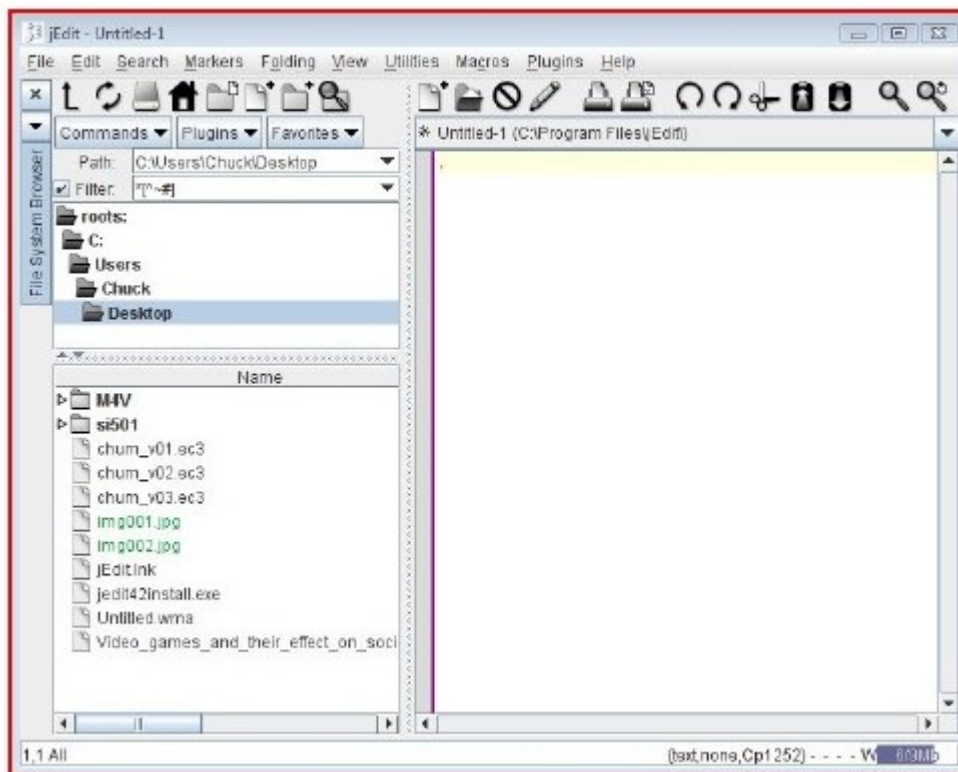 jEdit - Untitled-1
File Edit Search Markers Folding View Utilities Macros Plugins Help
Commands Plugins Favorites
* Untitled-1 (C:\Program Files\jEdit\)
File System Browser
Path: C:\Users\Chuck\Desktop
Filter: *[^~#]
roots:
C:
Users
Chuck
Desktop
Name
M4V
si501
chum_v01.ec3
chum_v02.ec3
chum_v03.ec3
img001.jpg
img002.jpg
jEdit.lnk
jedit42install.exe
Untitled.wma
Video_games_and_their_effect_on_soci
1,1 All
(text,none,Cp1252) - - - - W